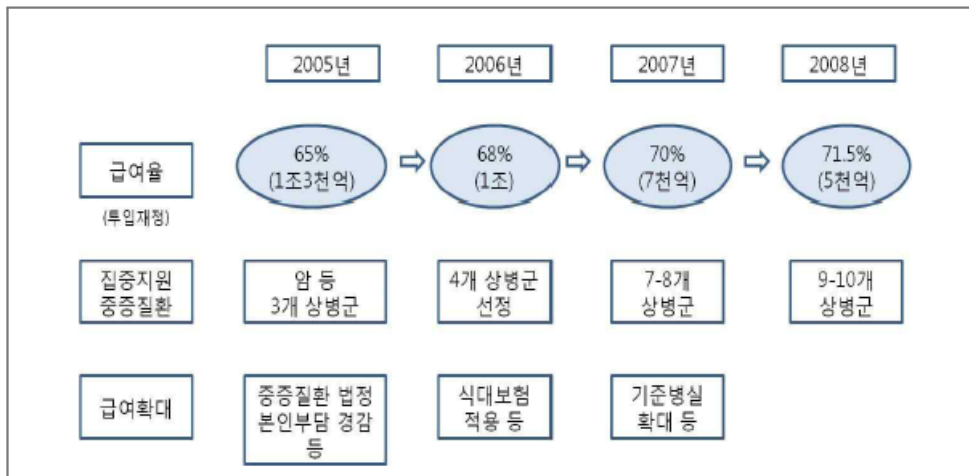 2005년
2006년
2007년
2008년
급여율
(투입재정)
65%
(1조3천억)
68%
(1조)
70%
(7천억)
71.5%
(5천억)
집중지원
중증질환
암 등
3개 상병군
4개 상병군
선정
7-8개
상병군
9-10개
상병군
급여확대
중증질환 법정
본인부담 경감
등
식대보험
적용 등
기준병실
확대 등